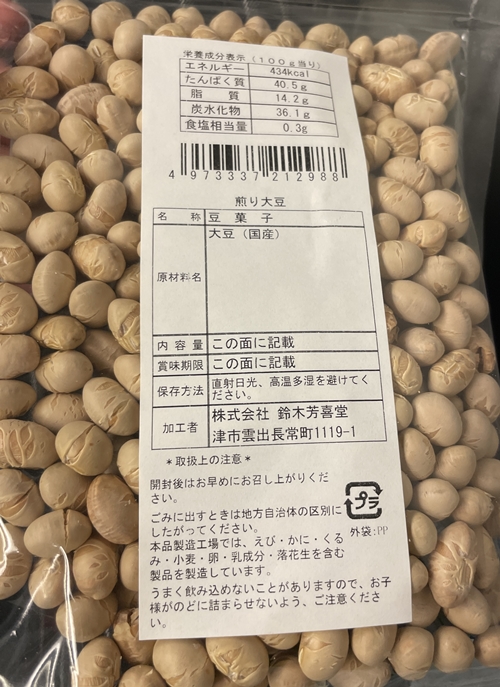 栄養成分表示(100g当り)
エネルギー 434kcal
たんぱく質 40.5g
脂 質 14.2g
炭水化物 36.1g
食塩相当量 0.3g
4 973337 212988
煎り大豆
名 称 豆 菓 子
原材料名 大豆(国産)
内 容 量 この面に記載
賞味期限 この面に記載
保存方法 直射日光、高温多湿を避けてく
ださい。
加工者 株式会社 鈴木芳喜堂
津市雲出長常町1119-1
*取扱上の注意*
開封後はお早めにお召し上がりくだ
さい。
ごみに出すときは地方自治体の区別に
したがってください。
本品製造工場では、えび・かに・くる
み・小麦・卵・乳成分・落花生を含む
製品を製造しています。
うまく飲み込めないことがありますので、お子
様がのどに詰まらせないよう、ご注意くださ
い。
プラ
外袋:PP